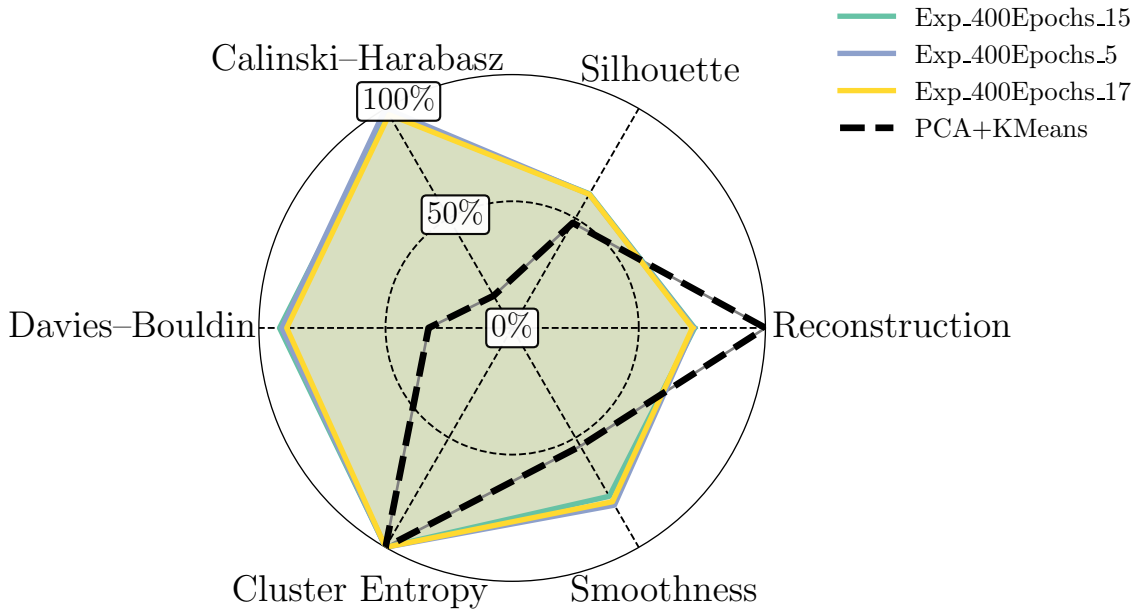 Exp_400Epochs_15
Exp_400Epochs_5
Exp_400Epochs_17
PCA+KMeans
Calinski–Harabasz
Silhouette
100%
50%
Davies–Bouldin
0%
Reconstruction
Cluster Entropy
Smoothness